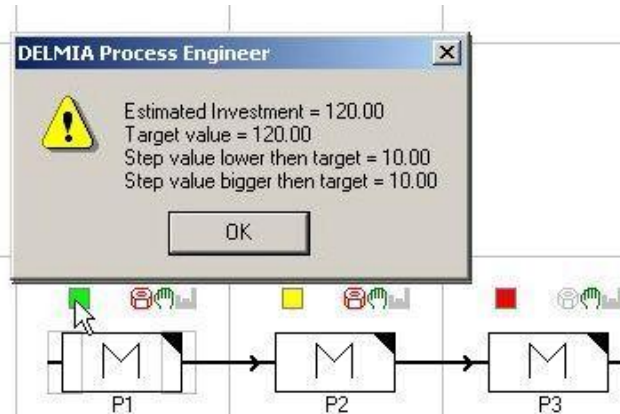 DELMIA Process Engineer
Estimated Investment = 120.00
Target value = 120.00
Step value lower then target = 10.00
Step value bigger then target = 10.00
OK
M M M
P1 P2 P3